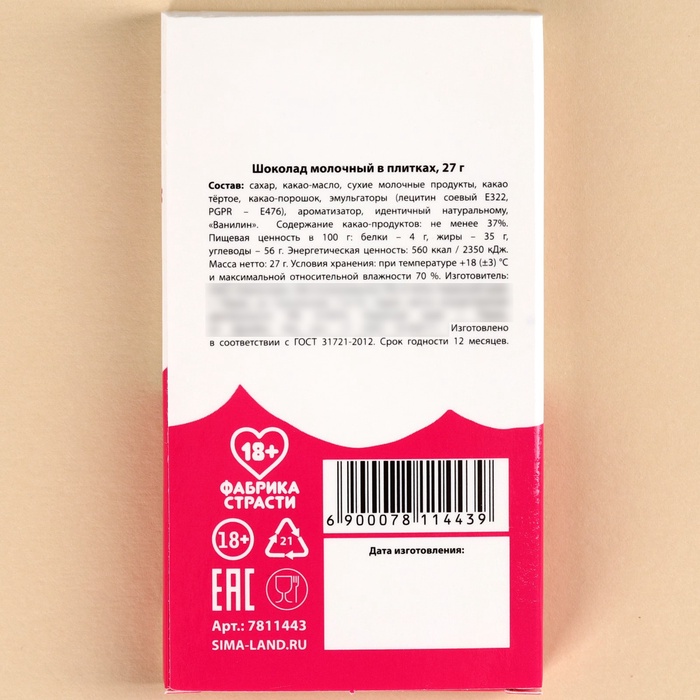 Шоколад молочный в плитках, 27 г
Состав: сахар, какао-масло, сухие молочные продукты, какао
тёртое, какао-порошок, эмульгаторы (лецитин соевый Е322,
PGPR – Е476), ароматизатор, идентичный натуральному,
«Ванилин». Содержание какао-продуктов: не менее 37%.
Пищевая ценность в 100 г: белки – 4 г, жиры – 35 г,
углеводы – 56 г. Энергетическая ценность: 560 ккал / 2350 кДж.
Масса нетто: 27 г. Условия хранения: при температуре +18 (±3) °С
и максимальной относительной влажности 70 %. Изготовитель:
Изготовлено
в соответствии с ГОСТ 31721-2012. Срок годности 12 месяцев.
18+
ФАБРИКА
СТРАСТИ
6 900078 114439
18+
21
Дата изготовления:
EAC
Арт.: 7811443
SIMA-LAND.RU